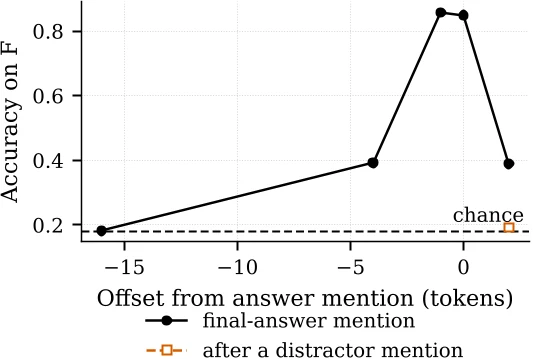 Accuracy on F
0.8
0.6
0.4
0.2
chance
−15
−10
−5
0
Offset from answer mention (tokens)
final-answer mention
after a distractor mention